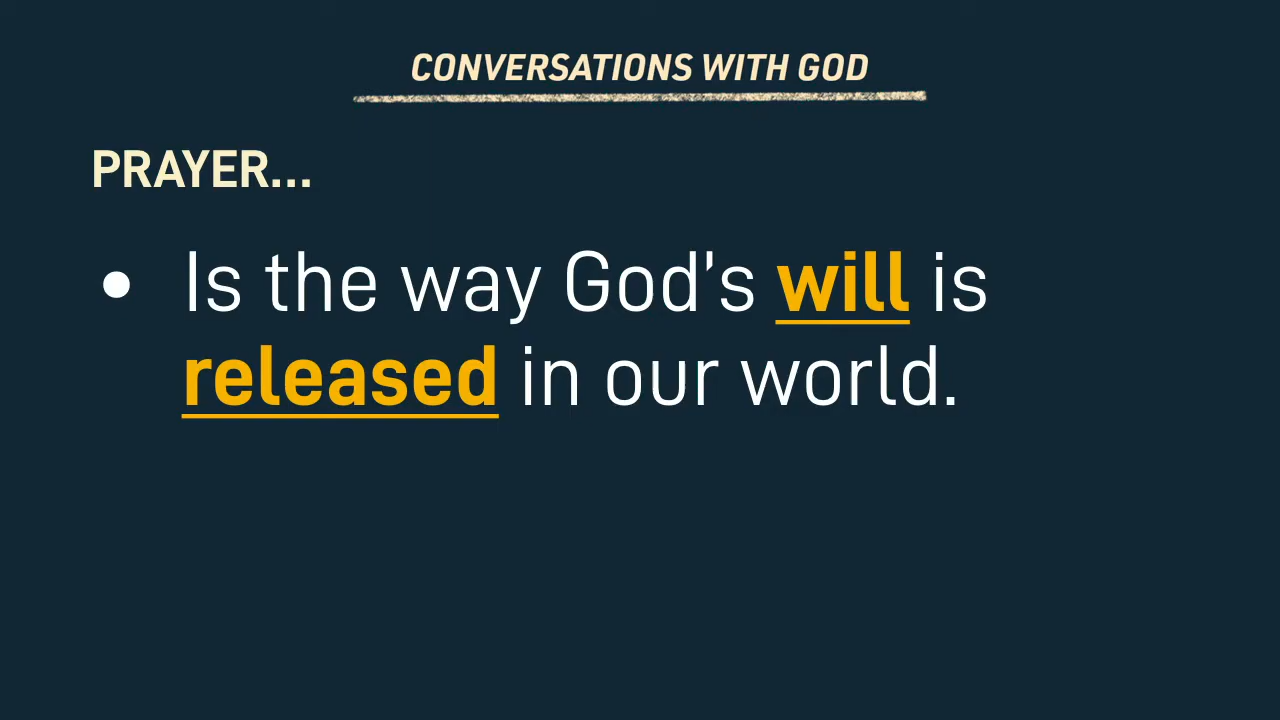 CONVERSATIONS WITH GOD
PRAYER...
• Is the way God’s will is
released in our world.